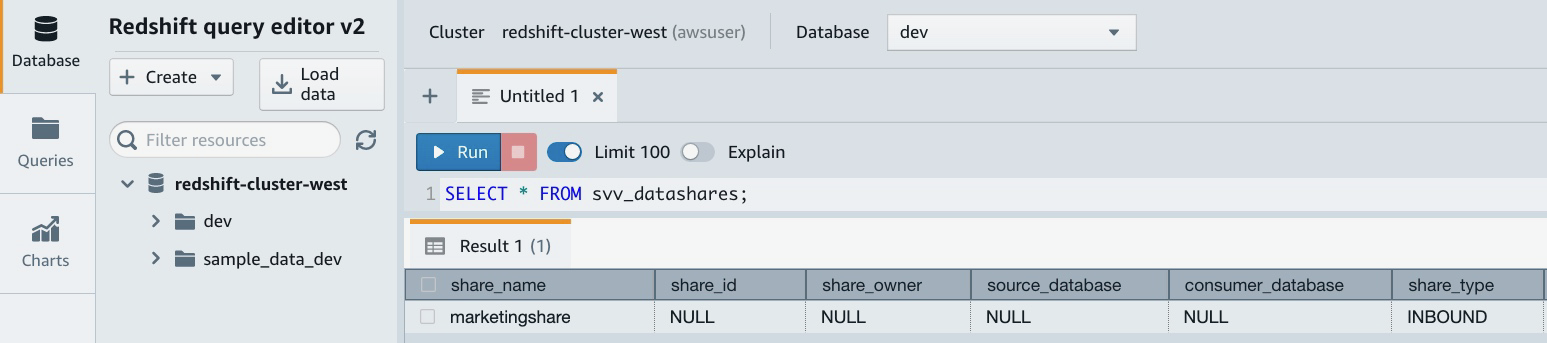 Redshift query editor v2
Database
Create
Load data
Filter resources
Queries
redshift-cluster-west
dev
sample_data_dev
Charts
Cluster redshift-cluster-west (awsuser) Database dev
+ Untitled 1 ×
Run Limit 100 Explain
1 SELECT * FROM svv_datashares;
Result 1 (1)
share_name share_id share_owner source_database consumer_database share_type
marketingshare NULL NULL NULL NULL INBOUND